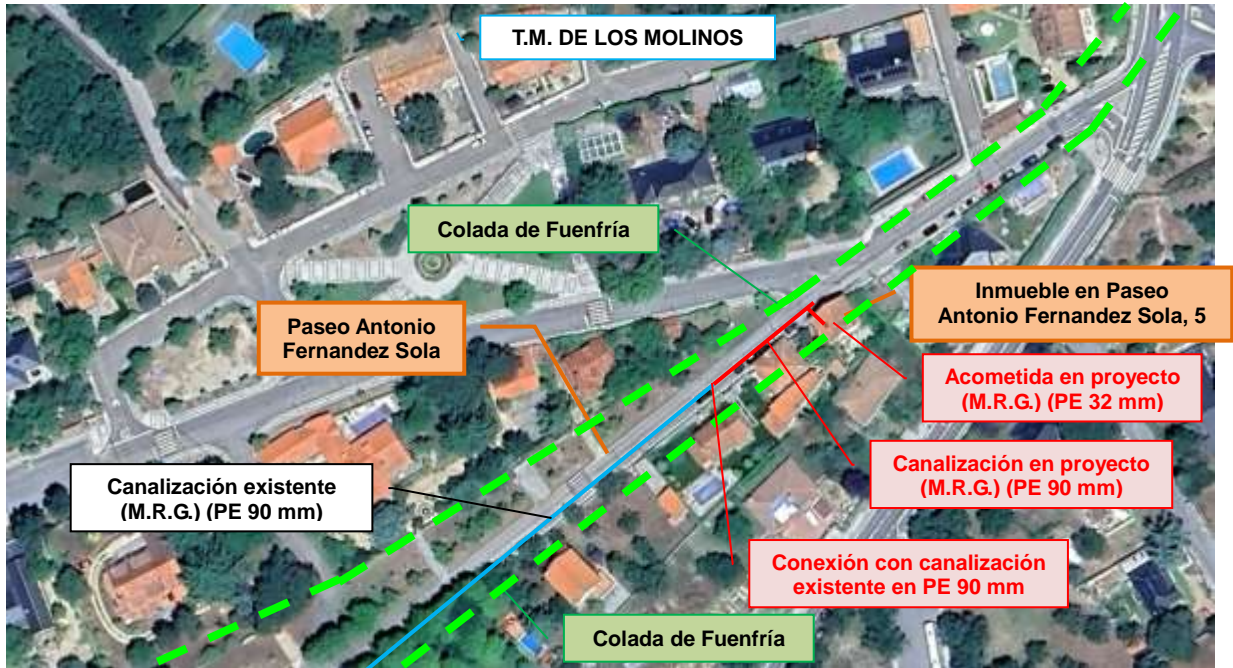 T.M. DE LOS MOLINOS
Colada de Fuenfría
Inmueble en Paseo
Antonio Fernandez Sola, 5
Paseo Antonio
Fernandez Sola
Acometida en proyecto
(M.R.G.) (PE 32 mm)
Canalización en proyecto
(M.R.G.) (PE 90 mm)
Canalización existente
(M.R.G.) (PE 90 mm)
Conexión con canalización
existente en PE 90 mm
Colada de Fuenfría